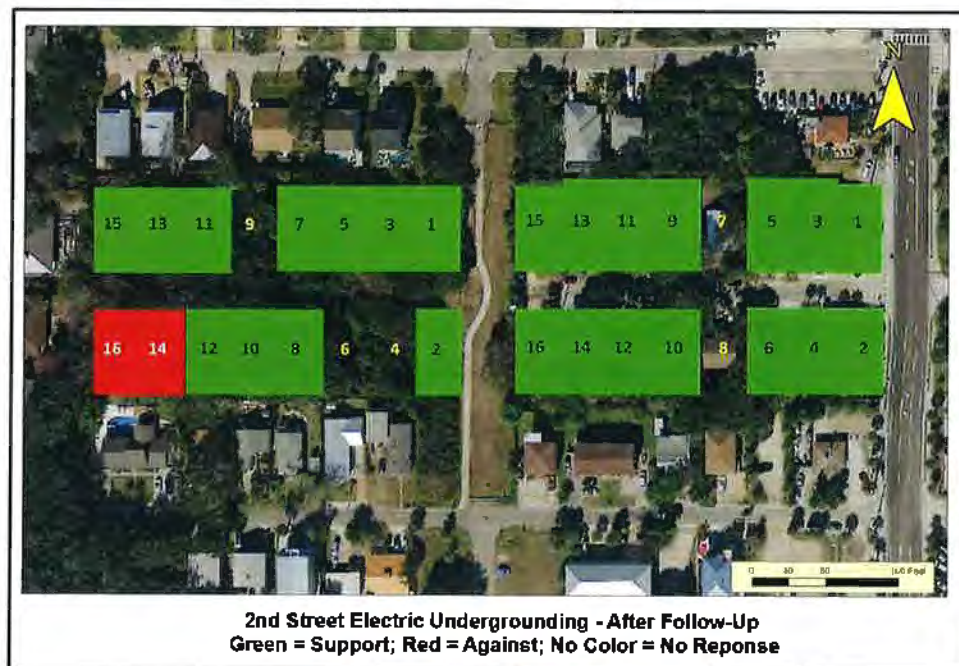 N
15 13 11 9 7 5 3 1 15 13 11 9 7 5 3 1
16 14 12 10 8 6 4 2 16 14 12 10 8 6 4 2
2nd Street Electric Undergrounding - After Follow-Up
Green = Support; Red = Against; No Color = No Reponse